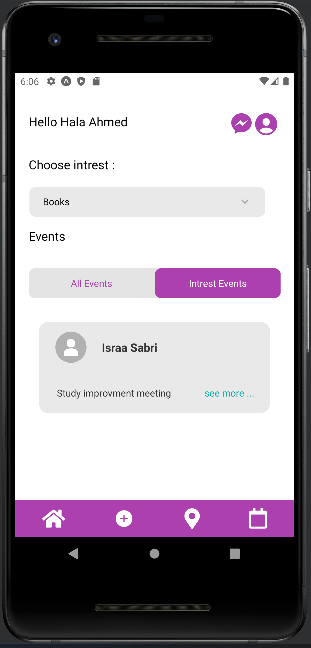 6:06
Hello Hala Ahmed
Choose intrest :
Books
Events
All Events
Intrest Events
Israa Sabri
Study improvment meeting
see more ...